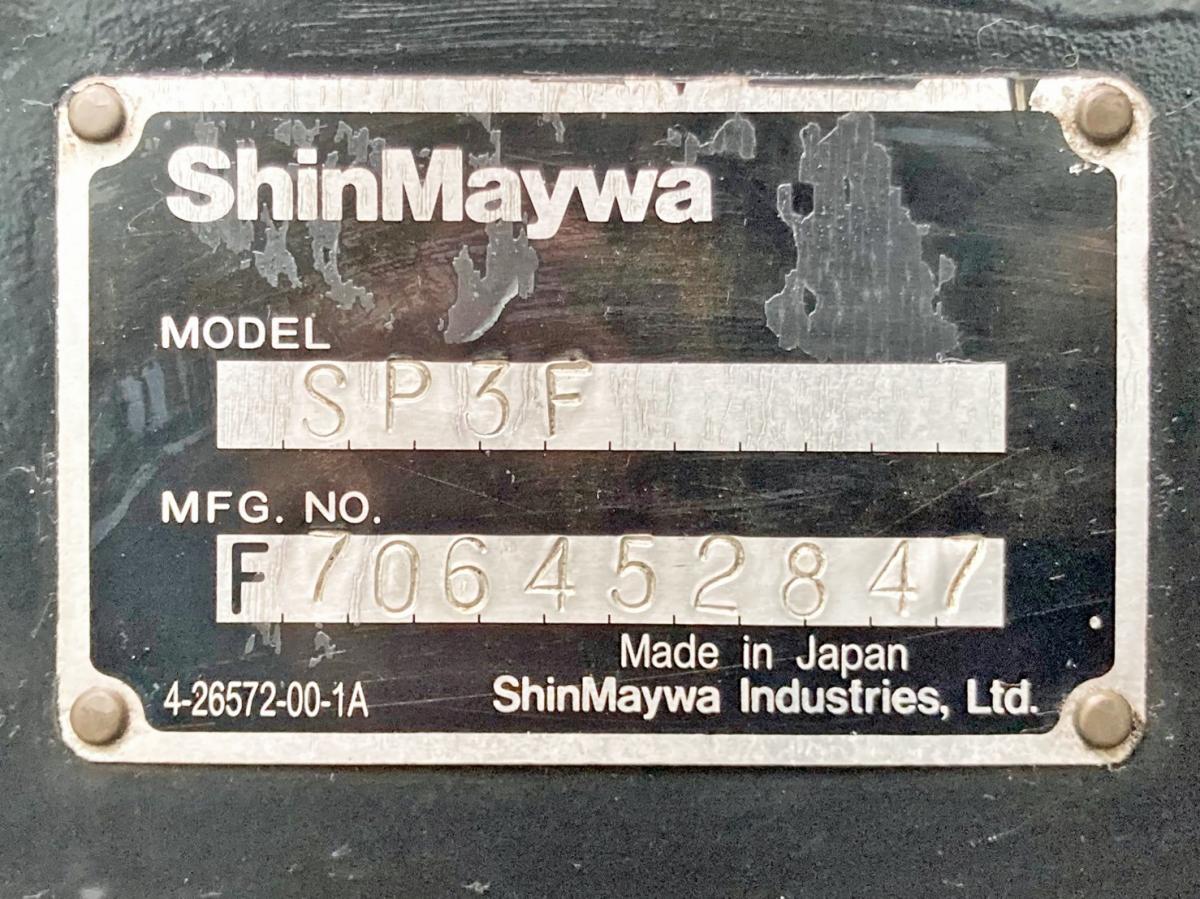 ShinMaywa
MODEL
SP3F
MFG. NO.
F706452847
Made in Japan
4-26572-00-1A ShinMaywa Industries, Ltd.